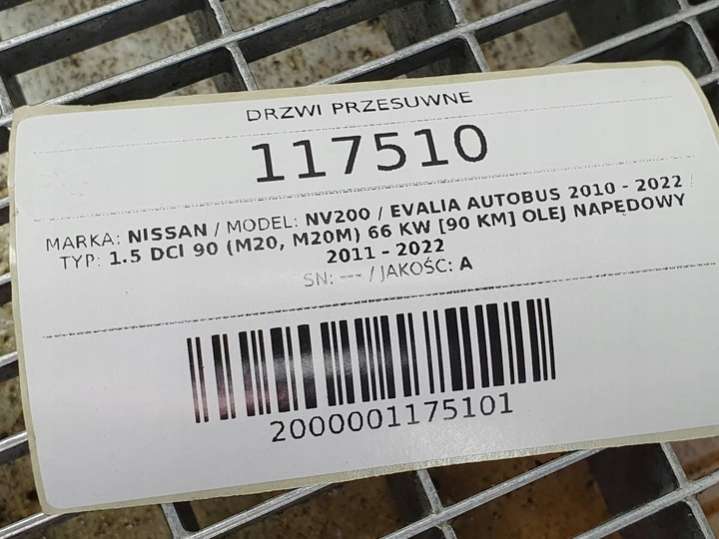 DRZWI PRZESUWNE
117510
MARKA: NISSAN / MODEL: NV200 / EVALIA AUTOBUS 2010 - 2022 /
TYP: 1.5 DCI 90 (M20, M20M) 66 KW [90 KM] OLEJ NAPĘDOWY
2011 - 2022
SN: --- / JAKOŚĆ: A
2000001175101